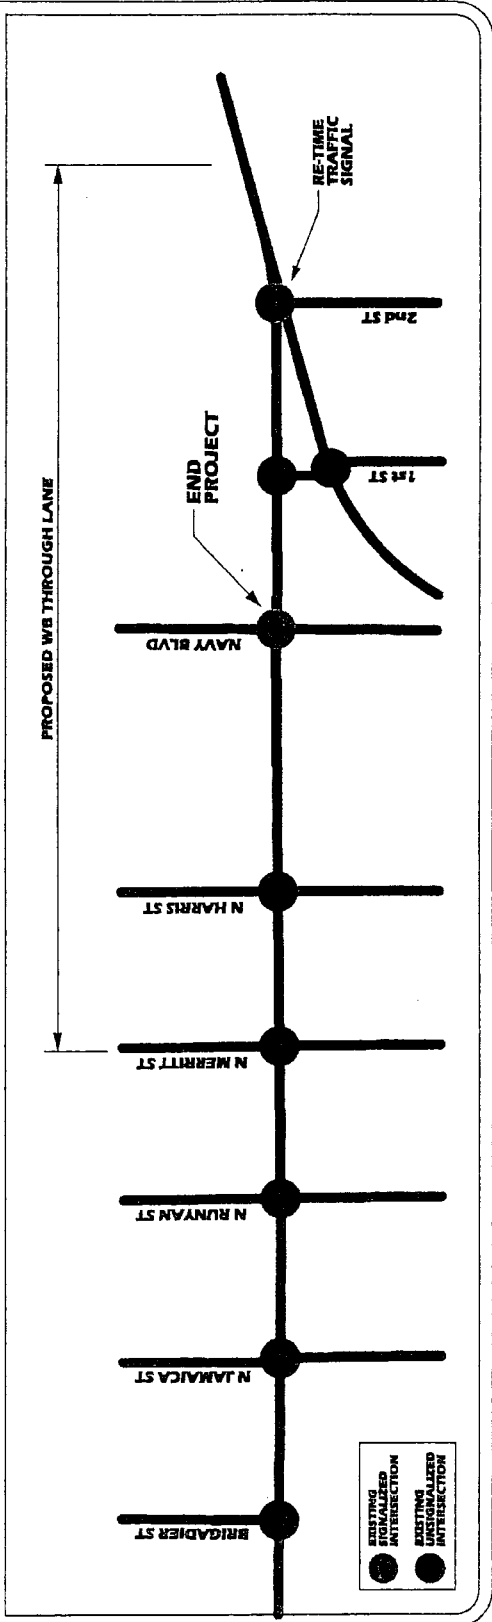 PROPOSED WB THROUGH LANE
END
PROJECT
RE-TIME
TRAFFIC
SIGNAL
BRIGADIER ST
N JAMAICA ST
N RUNYAN ST
N MERRITT ST
N HARRIS ST
NAVY BLVD
1st ST
2nd ST
EXISTING
SIGNALIZED
INTERSECTION
EXISTING
UNSIGNALIZED
INTERSECTION